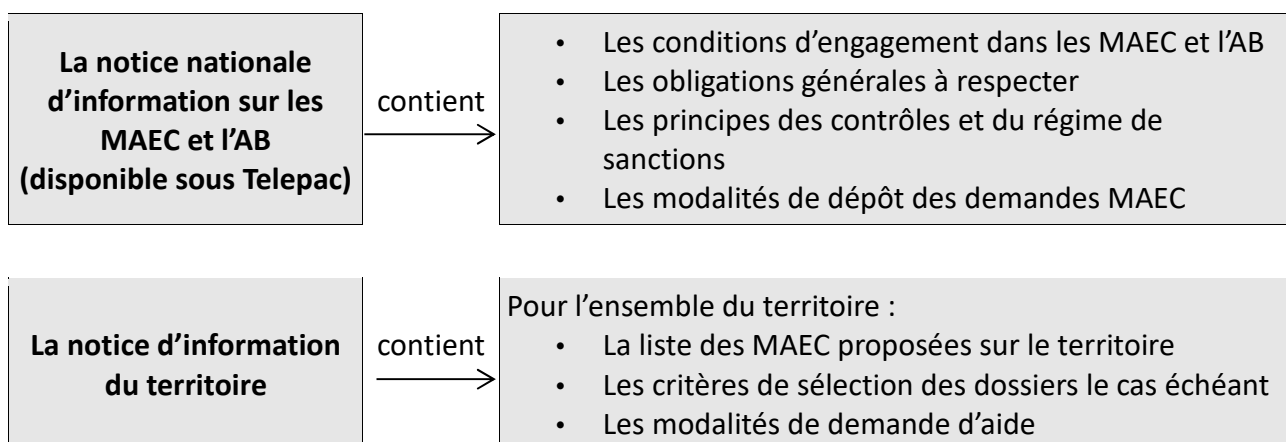 La notice nationale
d'information sur les
MAEC et l'AB
(disponible sous Telepac)
contient
• Les conditions d'engagement dans les MAEC et l'AB
• Les obligations générales à respecter
• Les principes des contrôles et du régime de
sanctions
• Les modalités de dépôt des demandes MAEC
La notice d'information
du territoire
contient
Pour l'ensemble du territoire :
• La liste des MAEC proposées sur le territoire
• Les critères de sélection des dossiers le cas échéant
• Les modalités de demande d'aide